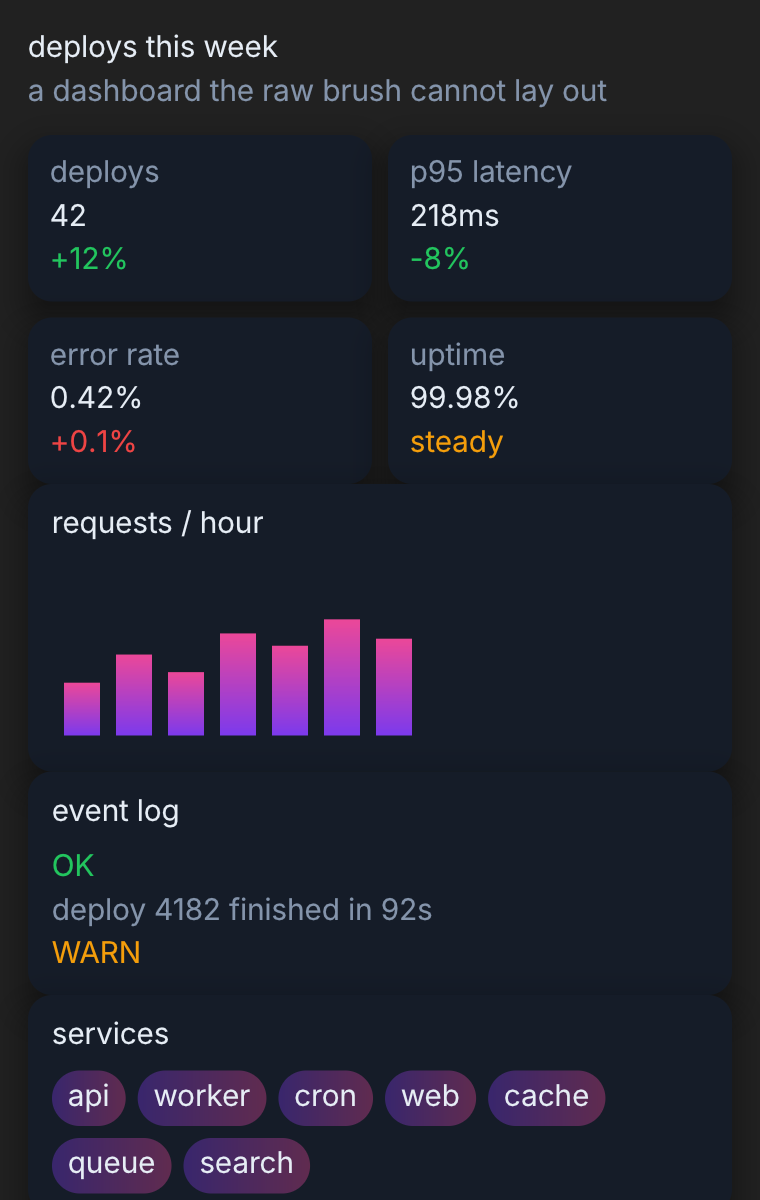 deploys this week
a dashboard the raw brush cannot lay out
deploys
42
+12%
p95 latency
218ms
-8%
error rate
0.42%
+0.1%
uptime
99.98%
steady
requests / hour
event log
OK
deploy 4182 finished in 92s
WARN
services
api
worker
cron
web
cache
queue
search